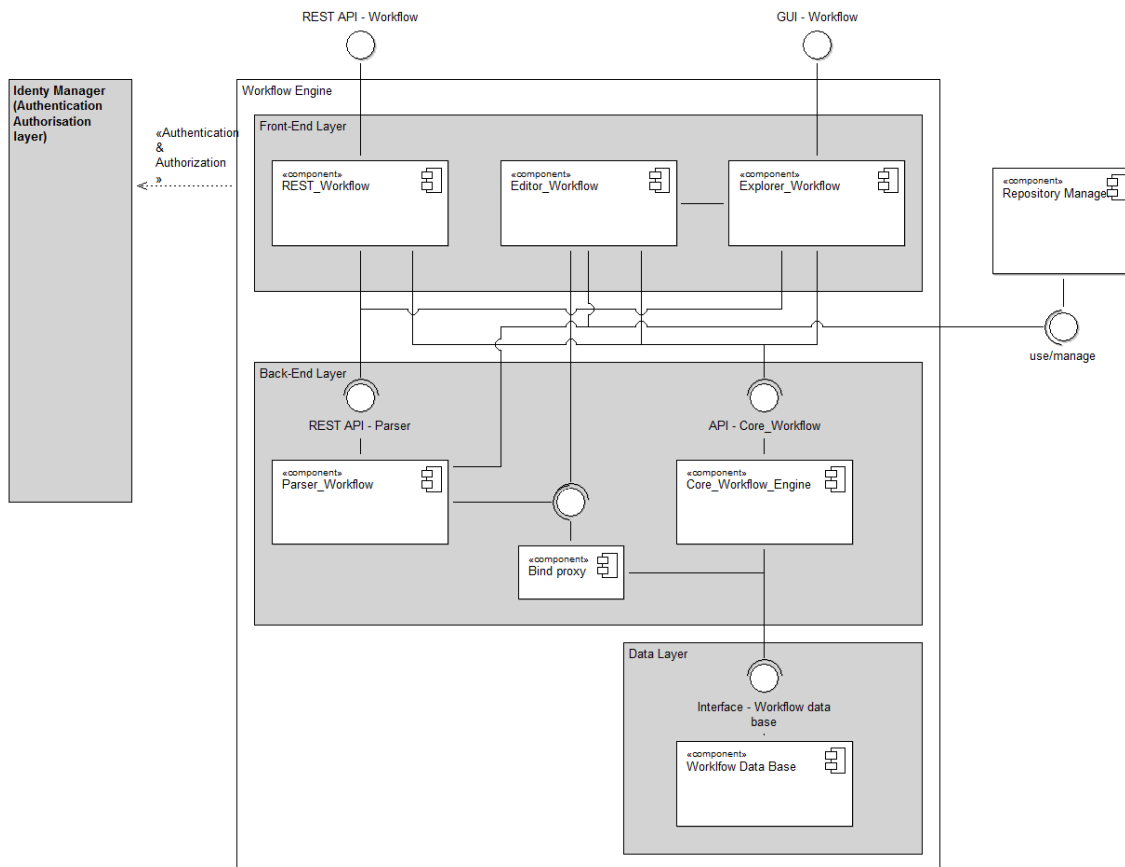 REST API - Workflow
GUI - Workflow
Identy Manager
(Authentication
Authorisation
layer)
«Authentication
&
Authorization
»
Workflow Engine
Front-End Layer
«component»
REST_Workflow
«component»
Editor_Workflow
«component»
Explorer_Workflow
«component»
Repository Manager
use/manage
Back-End Layer
REST API - Parser
API - Core_Workflow
«component»
Parser_Workflow
«component»
Core_Workflow_Engine
«component»
Bind proxy
Data Layer
Interface - Workflow data
base
«component»
Worklfow Data Base